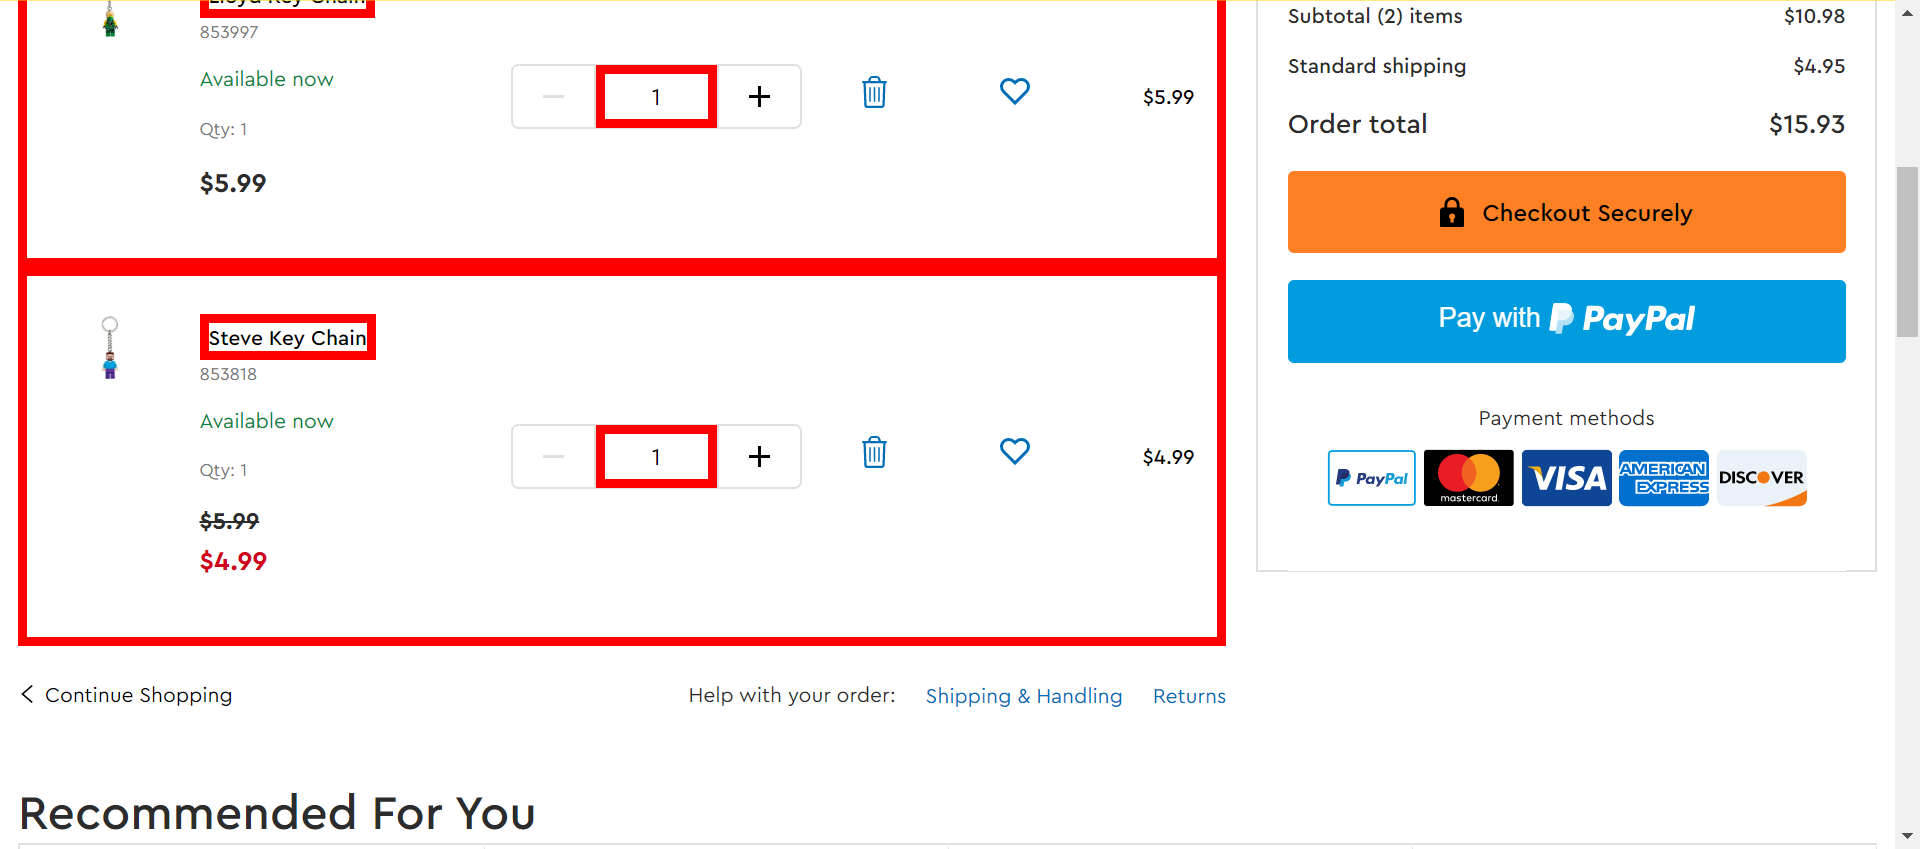 Lloyd Key Chain
853997
Available now
Qty: 1
$5.99
1
$5.99
Steve Key Chain
853818
Available now
Qty: 1
$5.99
$4.99
1
$4.99
Continue Shopping
Help with your order: Shipping & Handling Returns
Recommended For You
Subtotal (2) items $10.98
Standard shipping $4.95
Order total $15.93
Checkout Securely
Pay with PayPal
Payment methods
PayPal
mastercard.
VISA
AMERICAN
EXPRESS
DISCOVER